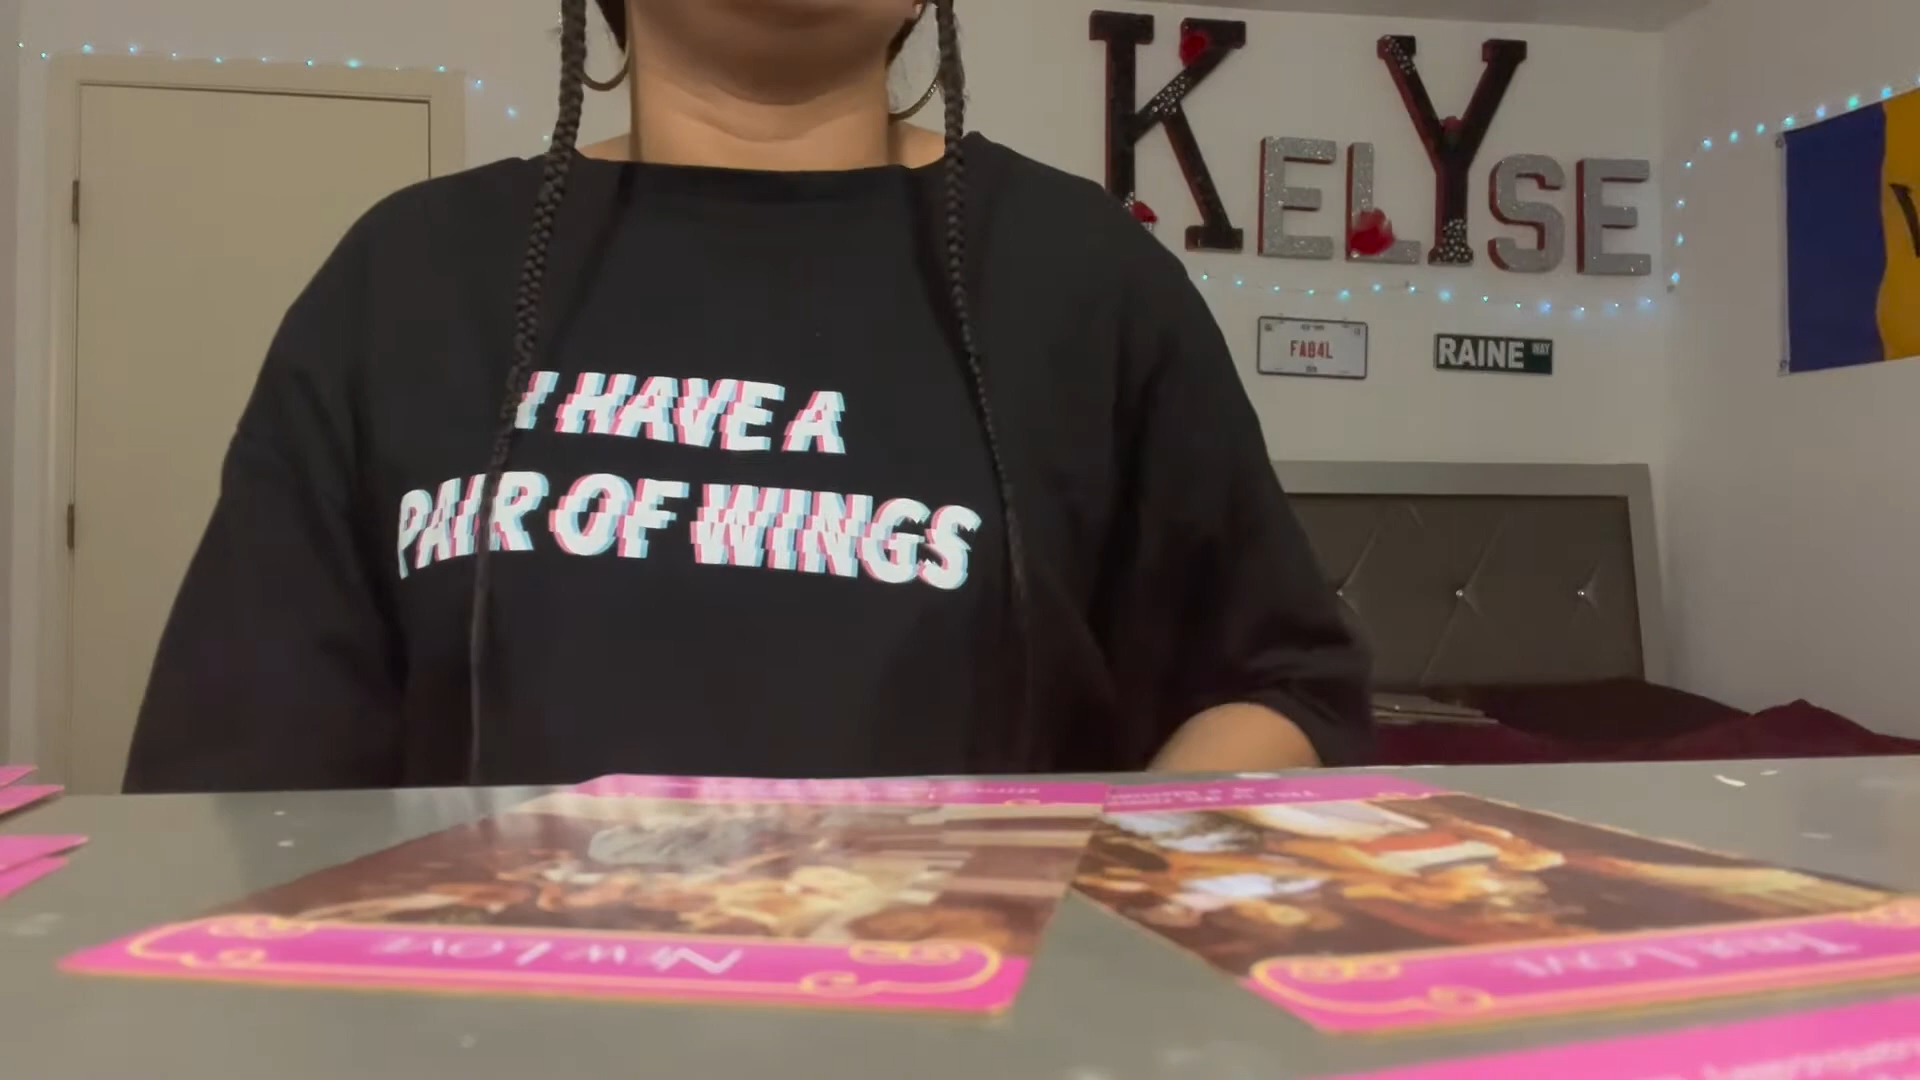 KELYSE
FAB4L
RAINE WAY
I HAVE A
PAIR OF WINGS
NEW LOVE
TRUE LOVE